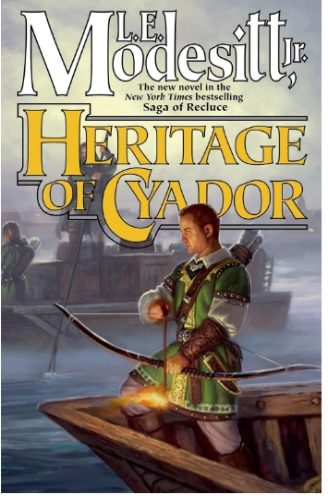 L.E.
Modesitt, Jr.
The new novel in the
New York Times bestselling
Saga of Recluce
HERITAGE
OF CYADOR